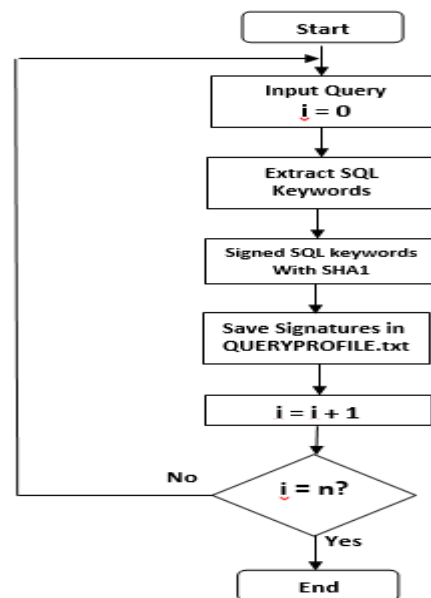 Start
Input Query
i = 0
Extract SQL
Keywords
Signed SQL keywords
With SHA1
Save Signatures in
QUERYPROFILE.txt
i = i + 1
No
i = n?
Yes
End